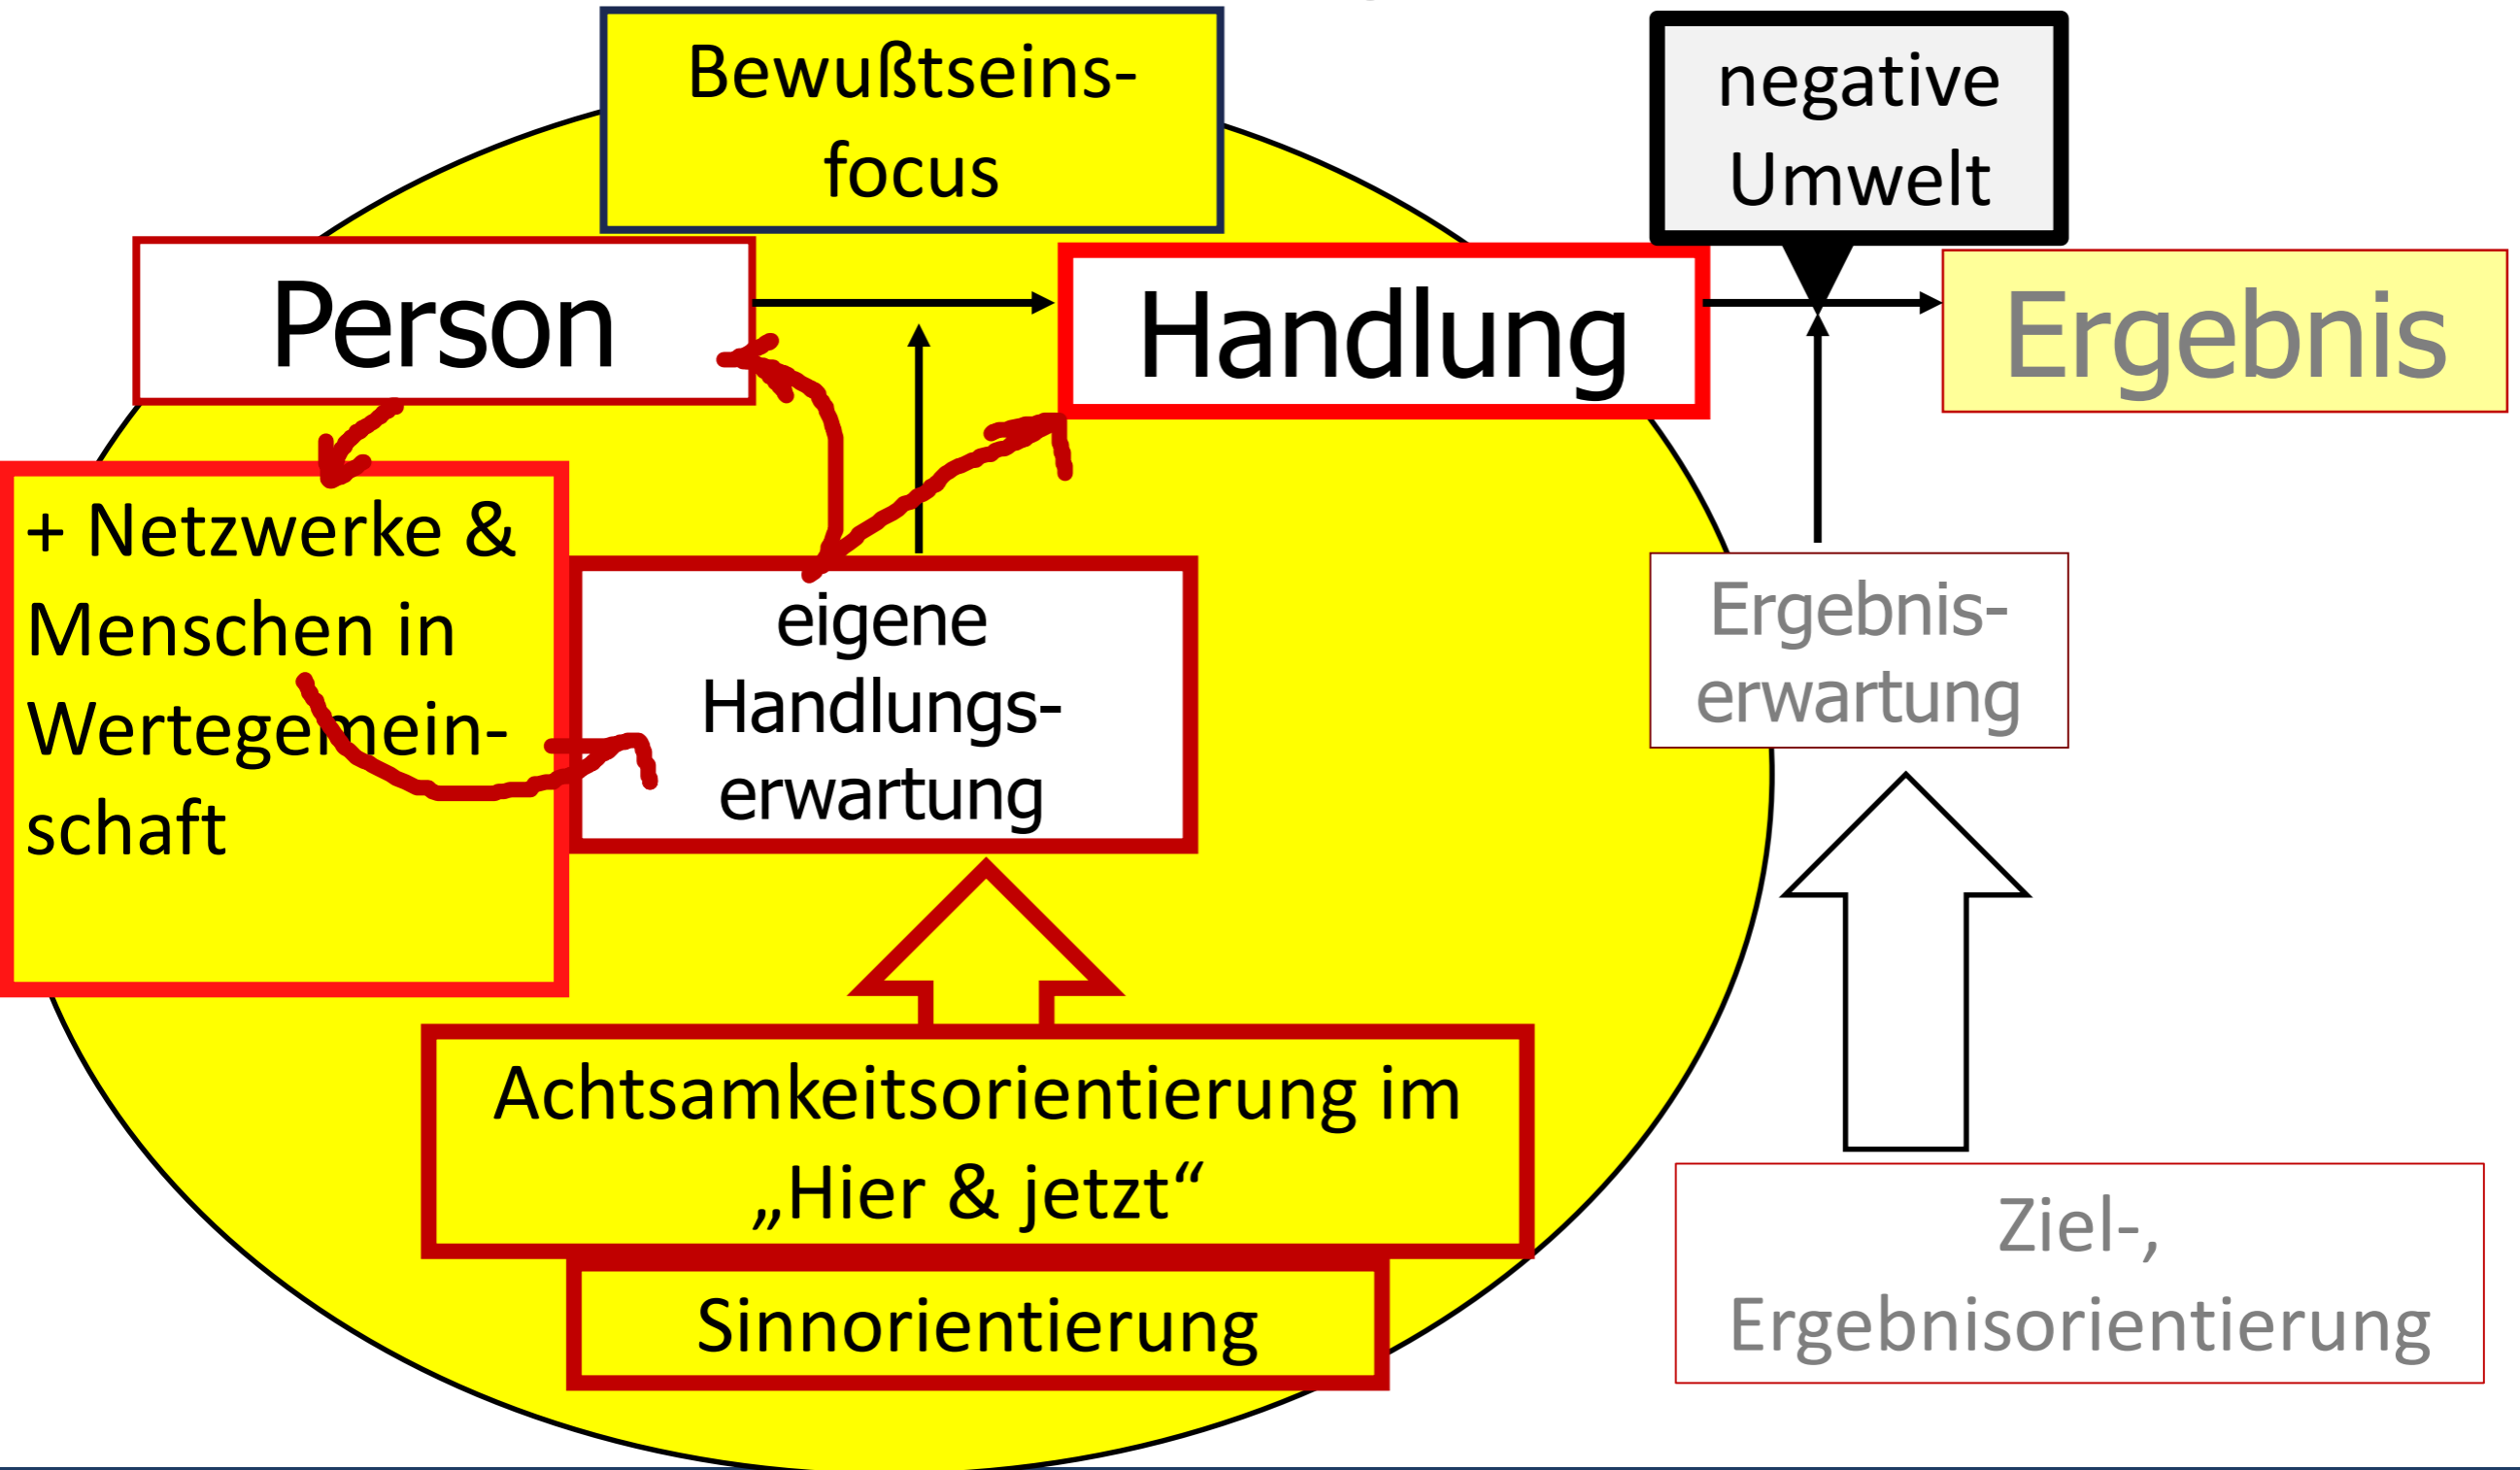 Bewußtseins-
focus
negative
Umwelt
Person
Handlung
Ergebnis
+ Netzwerke &
Menschen in
Wertegemein-
schaft
eigene
Handlungs-
erwartung
Ergebnis-
erwartung
Achtsamkeitsorientierung im
„Hier & jetzt“
Sinnorientierung
Ziel-,
Ergebnisorientierung